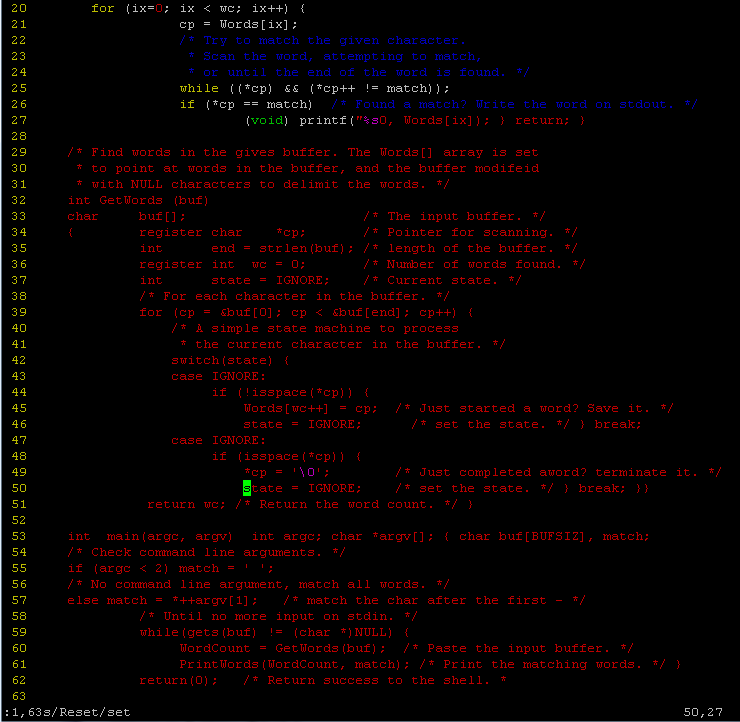 20 for (ix=0; ix < wc; ix++) {
21 cp = Words[ix];
22 /* Try to match the given character.
23 * Scan the word, attempting to match,
24 * or until the end of the word is found. */
25 while ((*cp) && (*cp++ != match));
26 if (*cp == match) /* Found a match? Write the word on stdout. */
27 (void) printf("%s0, Words[ix]); } return; }
28
29 /* Find words in the gives buffer. The Words[] array is set
30 * to point at words in the buffer, and the buffer modifeid
31 * with NULL characters to delimit the words. */
32 int GetWords (buf)
33 char buf[]; /* The input buffer. */
34 { register char *cp; /* Pointer for scanning. */
35 int end = strlen(buf); /* length of the buffer. */
36 register int wc = 0; /* Number of words found. */
37 int state = IGNORE; /* Current state. */
38 /* For each character in the buffer. */
39 for (cp = &buf[0]; cp < &buf[end]; cp++) {
40 /* A simple state machine to process
41 * the current character in the buffer. */
42 switch(state) {
43 case IGNORE:
44 if (!isspace(*cp)) {
45 Words[wc++] = cp; /* Just started a word? Save it. */
46 state = IGNORE; /* set the state. */ } break;
47 case IGNORE:
48 if (isspace(*cp)) {
49 *cp = '\0'; /* Just completed aword? terminate it. */
50 state = IGNORE; /* set the state. */ } break; }}
51 return wc; /* Return the word count. */ }
52
53 int main(argc, argv) int argc; char *argv[]; { char buf[BUFSIZ], match;
54 /* Check command line arguments. */
55 if (argc < 2) match = ' ';
56 /* No command line argument, match all words. */
57 else match = *++argv[1]; /* match the char after the first - */
58 /* Until no more input on stdin. */
59 while(gets(buf) != (char *)NULL) {
60 WordCount = GetWords(buf); /* Paste the input buffer. */
61 PrintWords(WordCount, match); /* Print the matching words. */ }
62 return(0); /* Return success to the shell. *
63
:1,63s/Reset/set 50,27